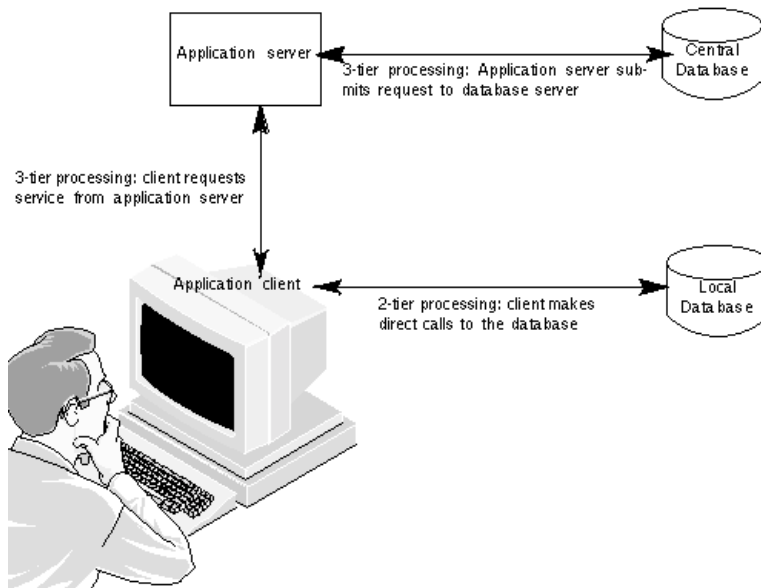 Application server
Central
Database
3-tier processing: Application server sub-
mits request to database server
3-tier processing: client requests
service from application server
Application client
2-tier processing: client makes
direct calls to the database
Local
Database